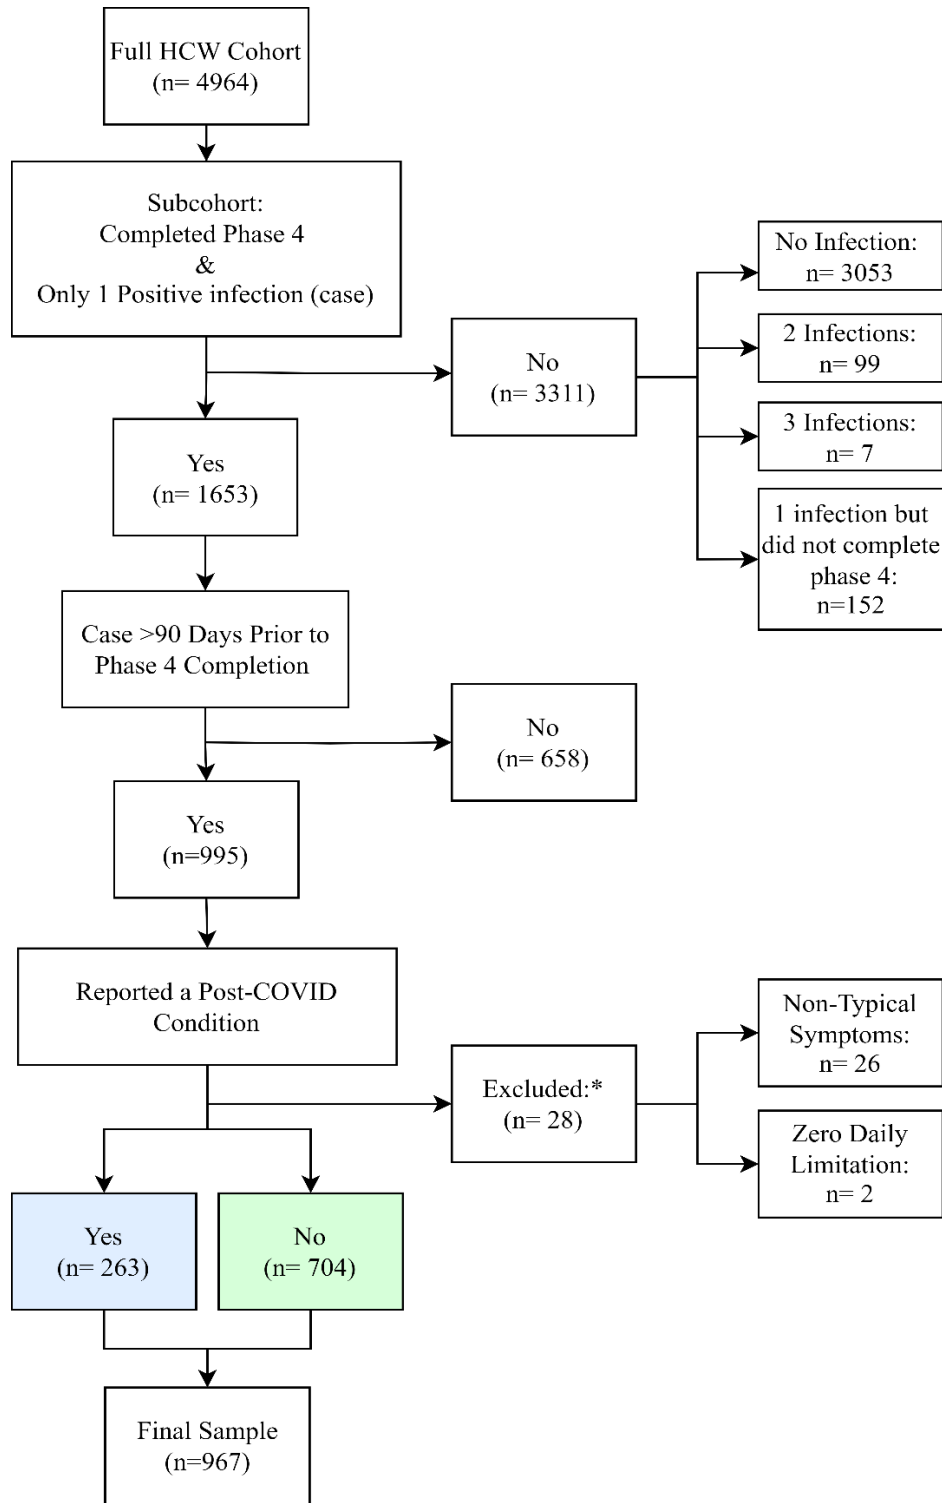 Full HCW Cohort
(n= 4964)
Subcohort:
Completed Phase 4
&
Only 1 Positive infection (case)
No
(n= 3311)
No Infection:
n= 3053
2 Infections:
n= 99
3 Infections:
n= 7
1 infection but
did not complete
phase 4:
n=152
Yes
(n= 1653)
Case >90 Days Prior to
Phase 4 Completion
No
(n= 658)
Yes
(n=995)
Reported a Post-COVID
Condition
Excluded:*
(n= 28)
Non-Typical
Symptoms:
n= 26
Zero Daily
Limitation:
n= 2
Yes
(n= 263)
No
(n= 704)
Final Sample
(n=967)